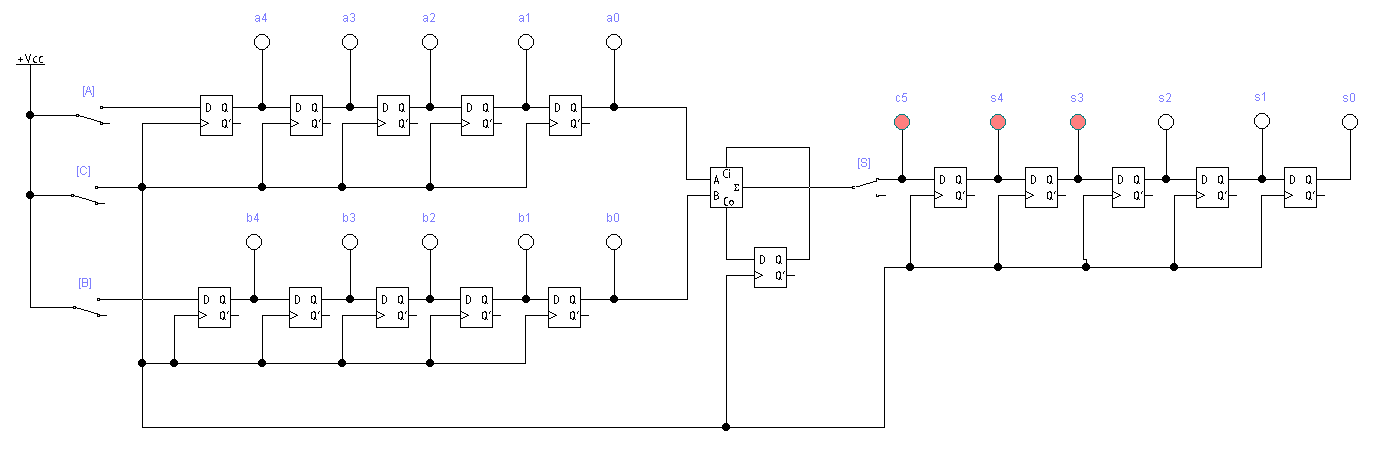 a4 a3 a2 a1 a0
+Vcc
[A]
D Q D Q D Q D Q D Q
Q' Q' Q' Q' Q'
c5 s4 s3 s2 s1 s0
[C]
[S]
A Ci Σ
B Co
D Q D Q D Q D Q D Q
Q' Q' Q' Q' Q'
b4 b3 b2 b1 b0
D Q
Q'
[B]
D Q D Q D Q D Q D Q
Q' Q' Q' Q' Q'